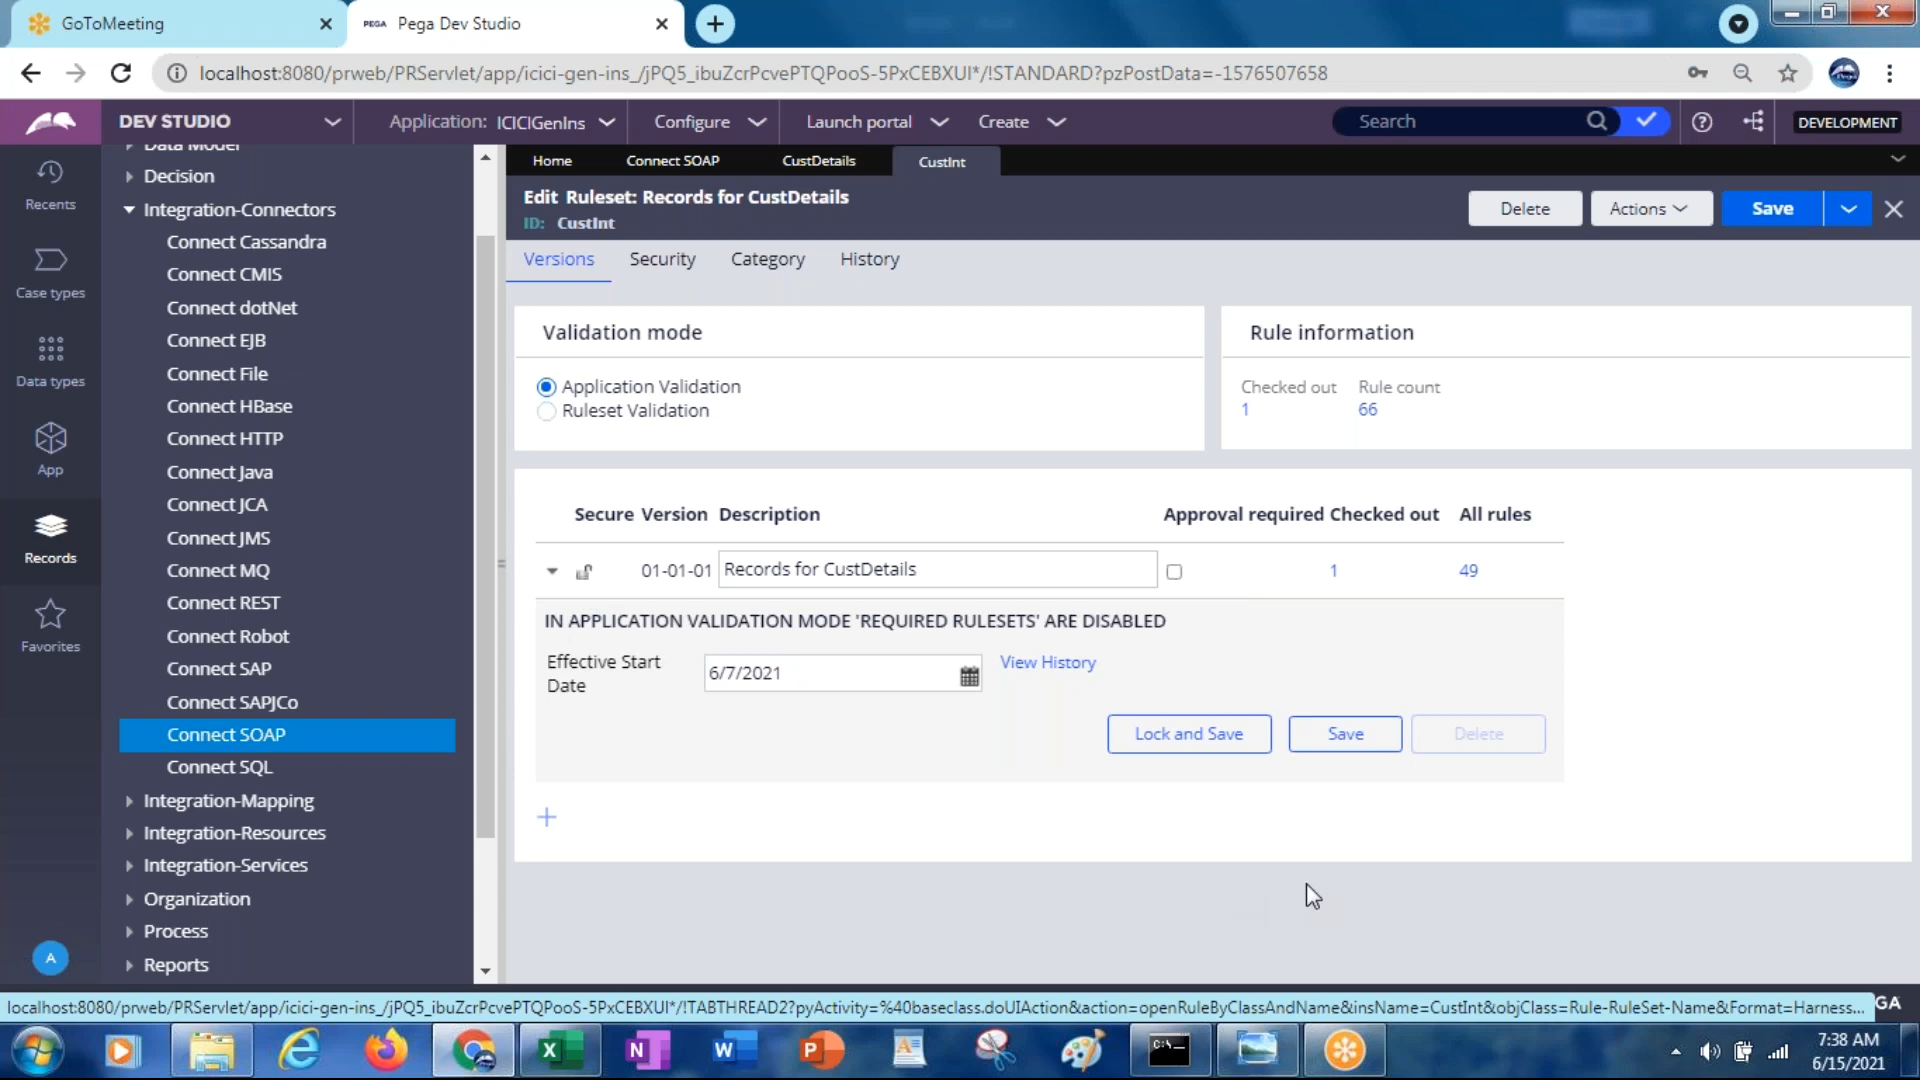 GoToMeeting
PEGA Pega Dev Studio
localhost:8080/prweb/PRServlet/app/icici-gen-ins_/jPQ5_ibuZcrPcvePTQPooS-5PxCEBXUI*/!STANDARD?pzPostData=-1576507658
DEV STUDIO
Application: ICICIGenIns
Configure
Launch portal
Create
Search
DEVELOPMENT
Recents
Case types
Data types
App
Records
Favorites
A
Data Model
Decision
Integration-Connectors
Connect Cassandra
Connect CMIS
Connect dotNet
Connect EJB
Connect File
Connect HBase
Connect HTTP
Connect Java
Connect JCA
Connect JMS
Connect MQ
Connect REST
Connect Robot
Connect SAP
Connect SAPJCo
Connect SOAP
Connect SQL
Integration-Mapping
Integration-Resources
Integration-Services
Organization
Process
Reports
Home Connect SOAP CustDetails CustInt
Edit Ruleset: Records for CustDetails
ID: CustInt
Delete Actions Save
Versions Security Category History
Validation mode
Application Validation
Ruleset Validation
Rule information
Checked out Rule count
1 66
Secure Version Description Approval required Checked out All rules
01-01-01 Records for CustDetails 1 49
IN APPLICATION VALIDATION MODE 'REQUIRED RULESETS' ARE DISABLED
Effective Start Date 6/7/2021 View History
Lock and Save Save Delete
localhost:8080/prweb/PRServlet/app/icici-gen-ins_/jPQ5_ibuZcrPcvePTQPooS-5PxCEBXUI*/!TABTHREAD2?pyActivity=%40baseclass.doUIAction&action=openRuleByClassAndName&insName=CustInt&objClass=Rule-RuleSet-Name&Format=Harness... GA
7:38 AM
6/15/2021